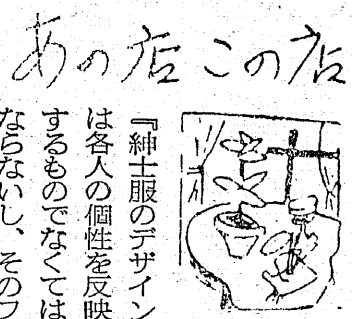 あの店この店
『紳士服のデザイン
は各人の個性を反映
するものでなくては
ならないし、そのフ